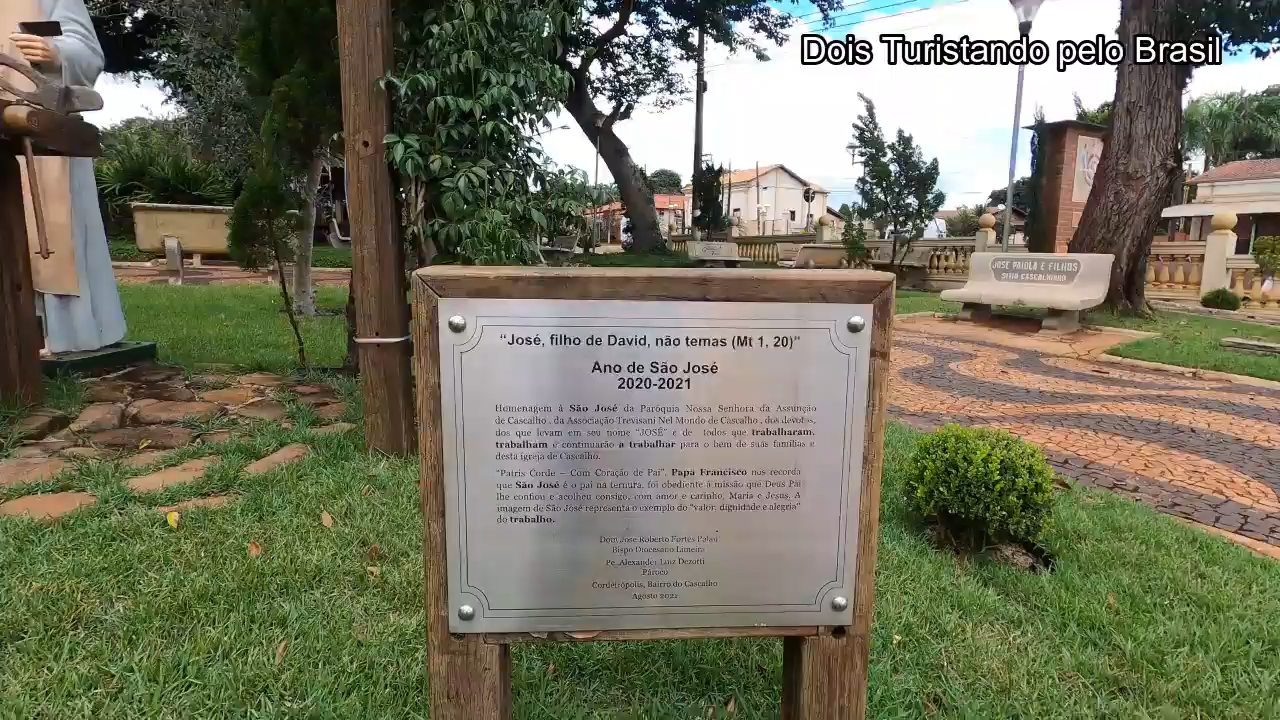 Dois Turistando pelo Brasil
JOSE PAIOLA E FILHOS
SITIO CASCALHINHO
"José, filho de David, não temas (Mt 1, 20)"
Ano de São José
2020-2021
Homenagem à São José da Paróquia Nossa Senhora da Assunção
de Cascalho , da Associação Trevisani Nel Mondo de Cascalho , dos devotos,
dos que levam em seu nome "JOSÉ" e de todos que trabalharam,
trabalham e continuarão a trabalhar para o bem de suas famílias e
desta igreja de Cascalho.
"Patris Corde – Com Coração de Pai", Papa Francisco nos recorda
que São José é o pai na ternura, foi obediente à missão que Deus Pai
lhe confiou e acolheu consigo, com amor e carinho, Maria e Jesus. A
imagem de São José representa o exemplo do "valor, dignidade e alegria"
do trabalho.
Dom José Roberto Fortes Palau
Bispo Diocesano Limeira
Pe. Alexander Luiz Dezotti
Pároco
Cordeirópolis, Bairro do Cascalho
Agosto 2021